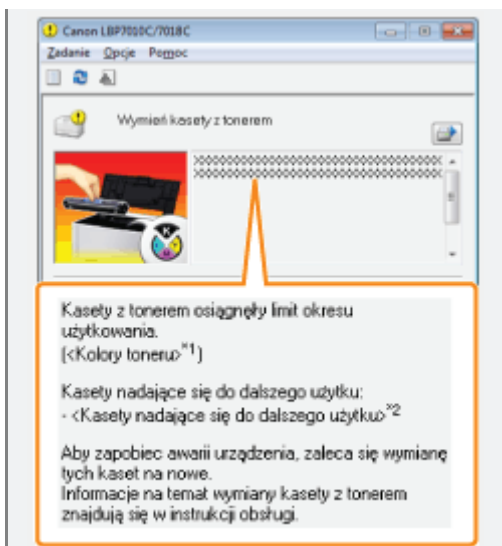 Canon LBP7010C/7018C
Zadanie Opcje Pomoc
Wymień kasety z tonerem
XXXXXXXXXXXXXXXXXXXXXXXXXXXXXXXXXX
XXXXXXXXXXXXXXXXXXXXXXXXXXXXXXXXXX
K
Kasety z tonerem osiągnęły limit okresu
użytkowania.
[<Kolory toneru>*1]
Kasety nadające się do dalszego użytku:
- <Kasety nadające się do dalszego użytku>*2
Aby zapobiec awarii urządzenia, zaleca się wymianę
tych kaset na nowe.
Informacje na temat wymiany kasety z tonerem
znajdują się w instrukcji obsługi.